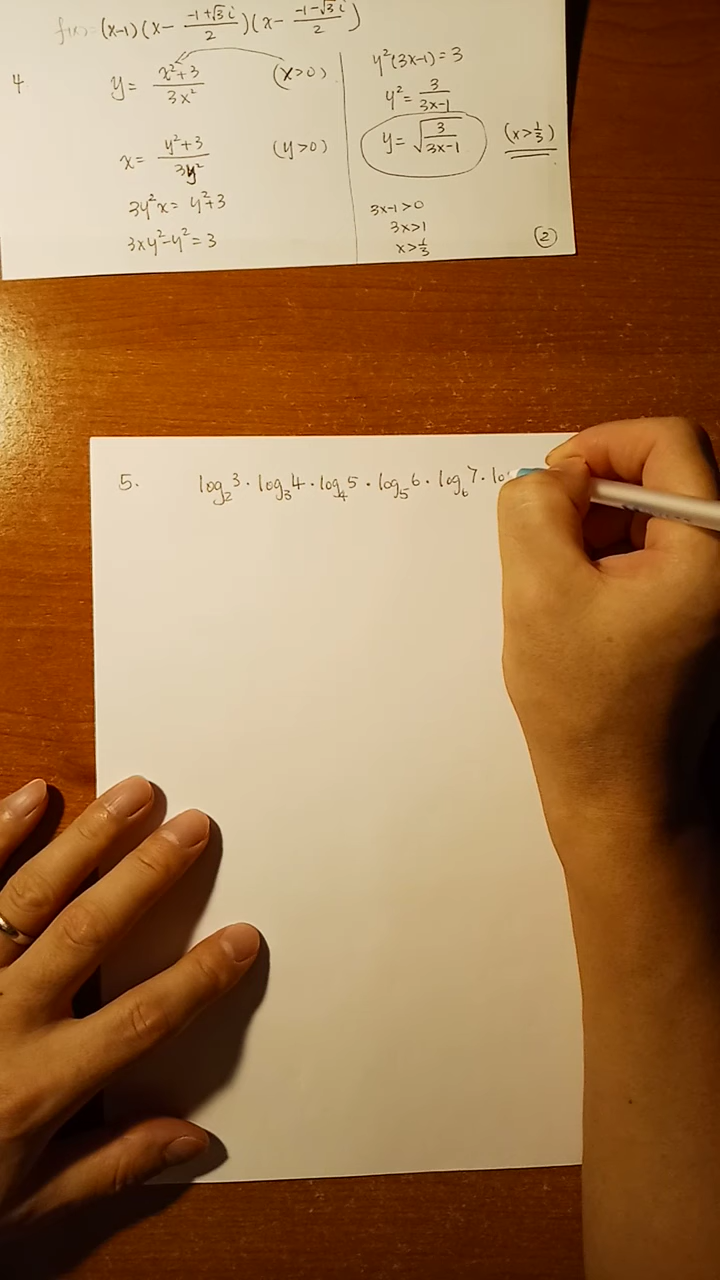 f(x)=(x-1)(x- (-1+√3i)/2)(x- (-1-√3i)/2)
4 y= (x²+3)/(3x²) (x>0)
x= (y²+3)/(3y²) (y>0)
3y²x= y²+3
3xy²-y²=3
y²(3x-1)=3
y²= 3/(3x-1)
y= √(3/(3x-1)) (x>1/3)
3x-1>0
3x>1
x>1/3
2
5. log₂3 · log₃4 · log₄5 · log₅6 · log₆7 · lo